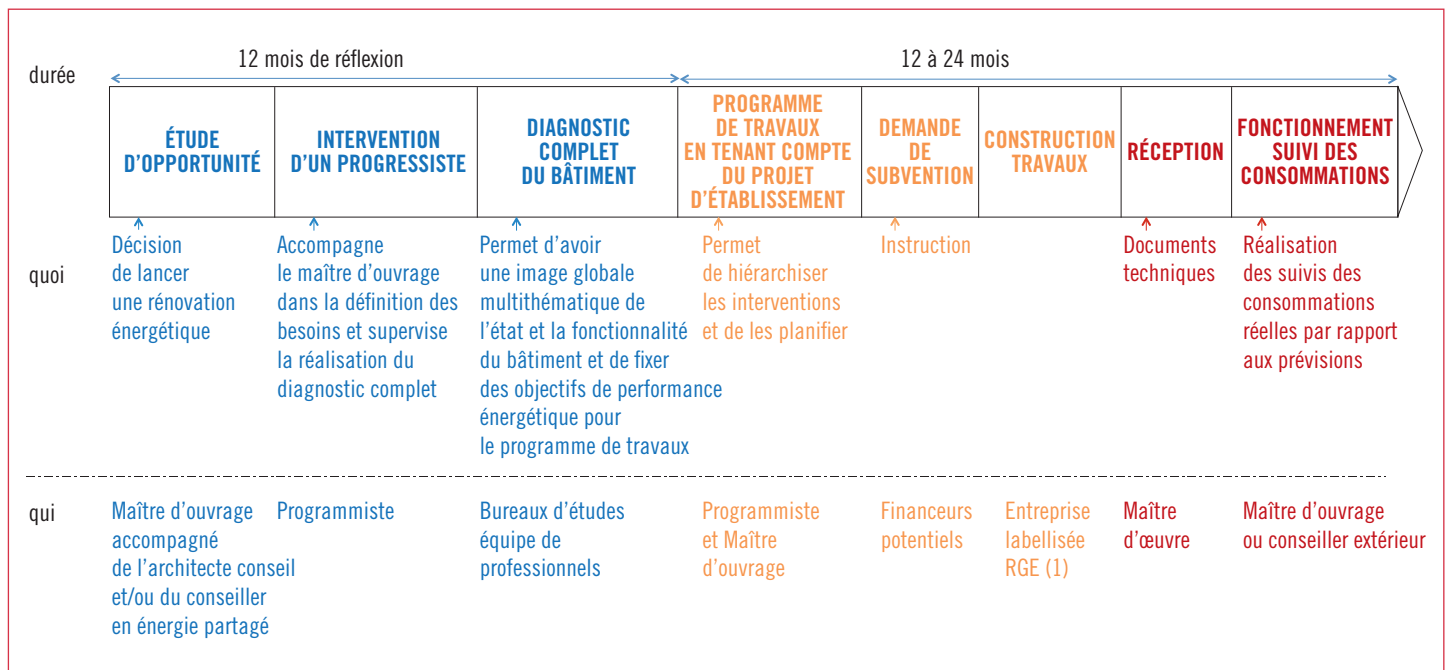 durée
12 mois de réflexion
12 à 24 mois
ÉTUDE
D'OPPORTUNITÉ
INTERVENTION
D'UN PROGRESSISTE
DIAGNOSTIC
COMPLET
DU BÂTIMENT
PROGRAMME
DE TRAVAUX
EN TENANT COMPTE
DU PROJET
D'ÉTABLISSEMENT
DEMANDE
DE
SUBVENTION
CONSTRUCTION
TRAVAUX
RÉCEPTION
FONCTIONNEMENT
SUIVI DES
CONSOMMATIONS
quoi
Décision
de lancer
une rénovation
énergétique
Accompagne
le maître d'ouvrage
dans la définition des
besoins et supervise
la réalisation du
diagnostic complet
Permet d'avoir
une image globale
multithématique de
l'état et la fonctionnalité
du bâtiment et de fixer
des objectifs de performance
énergétique pour
le programme de travaux
Permet
de hiérarchiser
les interventions
et de les planifier
Instruction
Documents
techniques
Réalisation
des suivis des
consommations
réelles par rapport
aux prévisions
qui
Maître d'ouvrage
accompagné
de l'architecte conseil
et/ou du conseiller
en énergie partagé
Programmiste
Bureaux d'études
équipe de
professionnels
Programmiste
et Maître
d'ouvrage
Financeurs
potentiels
Entreprise
labellisée
RGE (1)
Maître
d'œuvre
Maître d'ouvrage
ou conseiller extérieur